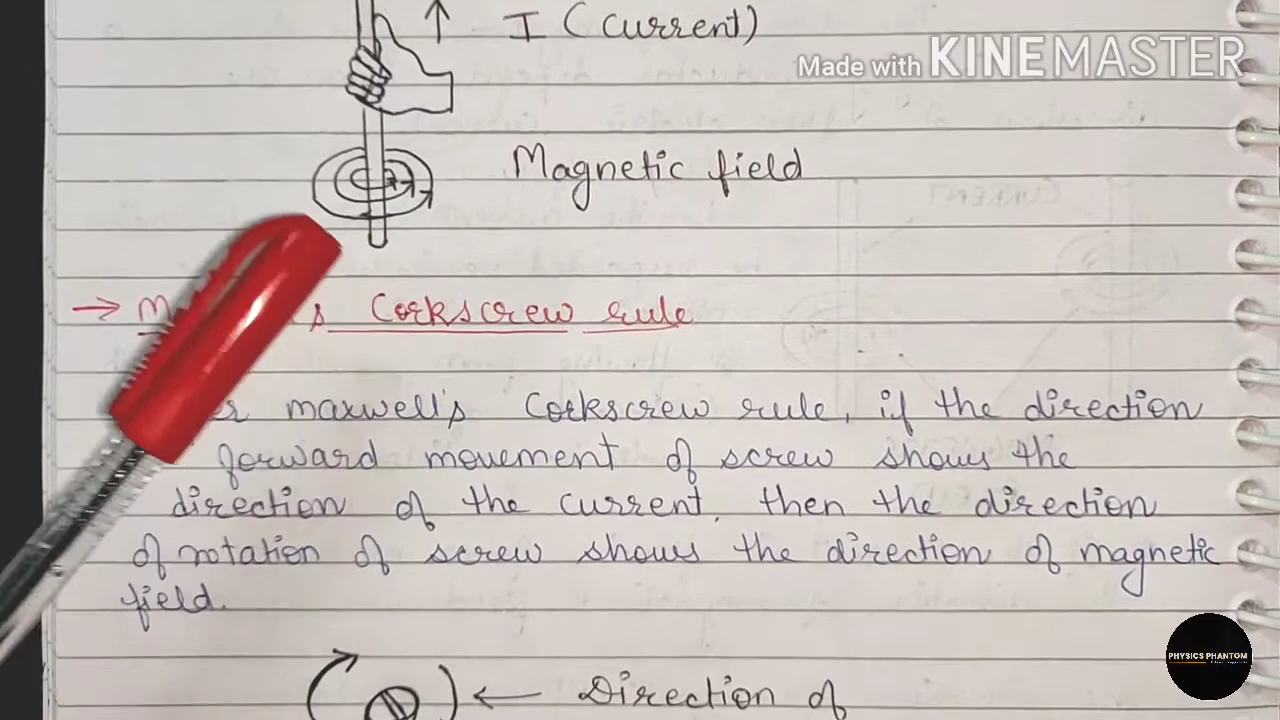 I (Current)
Made with KINEMASTER
Magnetic field
→ Corkscrew rule
maxwell's Corkscrew rule, if the direction
forward movement of screw shows the
direction of the current, then the direction
of rotation of screw shows the direction of magnetic
field.
PHYSICS PHANTOM
← Direction of